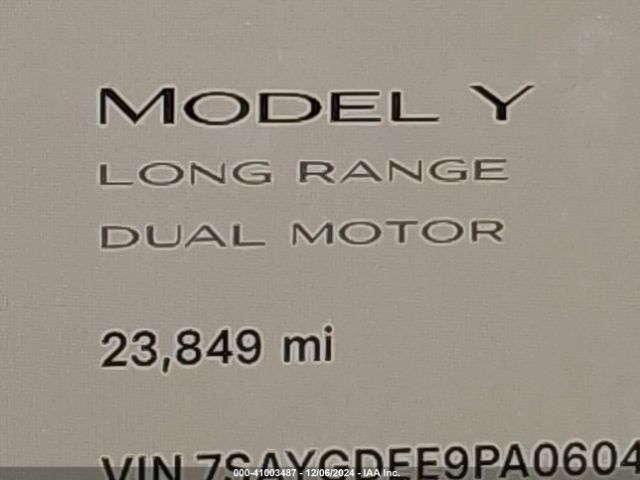 MODEL Y
LONG RANGE
DUAL MOTOR
23,849 mi
VIN 7SAYGDEE9PA0604
000-41003487 - 12/06/2024 - IAA Inc.